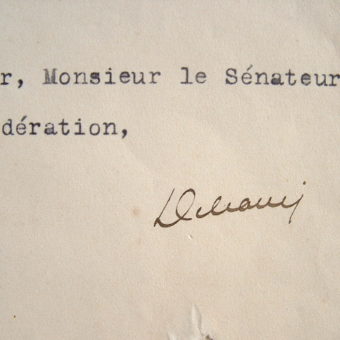 r, Monsieur le Sénateur
dération,